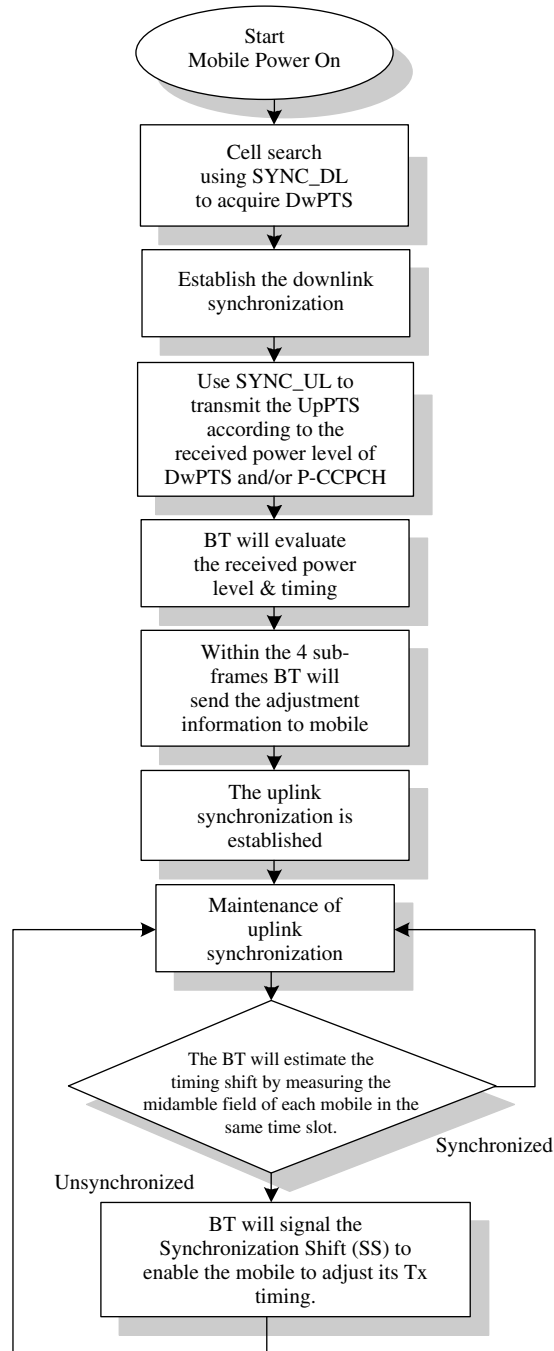 Start
Mobile Power On
Cell search
using SYNC_DL
to acquire DwPTS
Establish the downlink
synchronization
Use SYNC_UL to
transmit the UpPTS
according to the
received power level of
DwPTS and/or P-CCPCH
BT will evaluate
the received power
level & timing
Within the 4 sub-
frames BT will
send the adjustment
information to mobile
The uplink
synchronization is
established
Maintenance of
uplink
synchronization
The BT will estimate the
timing shift by measuring the
midamble field of each mobile in the
same time slot.
Synchronized
Unsynchronized
BT will signal the
Synchronization Shift (SS) to
enable the mobile to adjust its Tx
timing.